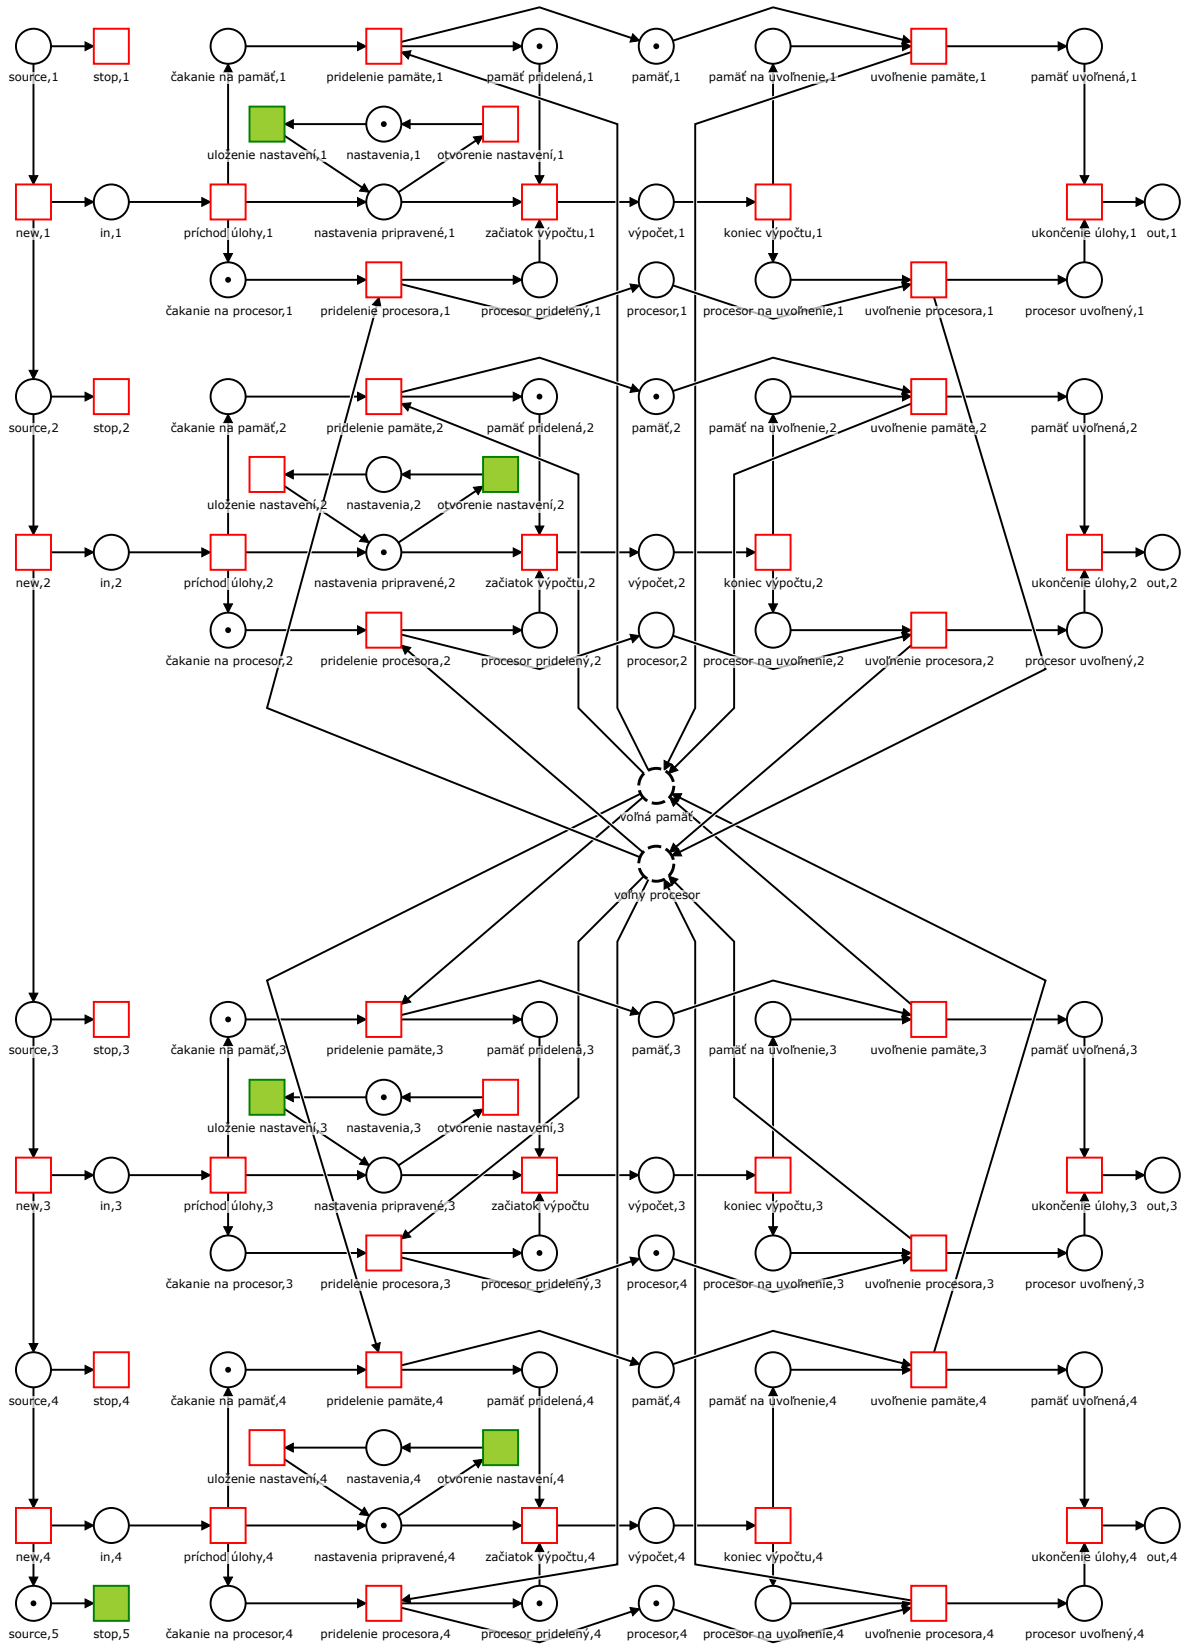 source,1 stop,1 čakanie na pamäť,1 pridelenie pamäte,1 pamäť pridelená,1 pamäť,1 pamäť na uvoľnenie,1 uvoľnenie pamäte,1 pamäť uvoľnená,1
uloženie nastavení,1 nastavenia,1 otvorenie nastavení,1
new,1 in,1 príchod úlohy,1 nastavenia pripravené,1 začiatok výpočtu,1 výpočet,1 koniec výpočtu,1 ukončenie úlohy,1 out,1
čakanie na procesor,1 pridelenie procesora,1 procesor pridelený,1 procesor,1 procesor na uvoľnenie,1 uvoľnenie procesora,1 procesor uvoľnený,1
source,2 stop,2 čakanie na pamäť,2 pridelenie pamäte,2 pamäť pridelená,2 pamäť,2 pamäť na uvoľnenie,2 uvoľnenie pamäte,2 pamäť uvoľnená,2
uloženie nastavení,2 nastavenia,2 otvorenie nastavení,2
new,2 in,2 príchod úlohy,2 nastavenia pripravené,2 začiatok výpočtu,2 výpočet,2 koniec výpočtu,2 ukončenie úlohy,2 out,2
čakanie na procesor,2 pridelenie procesora,2 procesor pridelený,2 procesor,2 procesor na uvoľnenie,2 uvoľnenie procesora,2 procesor uvoľnený,2
voľná pamäť
voľný procesor
source,3 stop,3 čakanie na pamäť,3 pridelenie pamäte,3 pamäť pridelená,3 pamäť,3 pamäť na uvoľnenie,3 uvoľnenie pamäte,3 pamäť uvoľnená,3
uloženie nastavení,3 nastavenia,3 otvorenie nastavení,3
new,3 in,3 príchod úlohy,3 nastavenia pripravené,3 začiatok výpočtu výpočet,3 koniec výpočtu,3 ukončenie úlohy,3 out,3
čakanie na procesor,3 pridelenie procesora,3 procesor pridelený,3 procesor,4 procesor na uvoľnenie,3 uvoľnenie procesora,3 procesor uvoľnený,3
source,4 stop,4 čakanie na pamäť,4 pridelenie pamäte,4 pamäť pridelená,4 pamäť,4 pamäť na uvoľnenie,4 uvoľnenie pamäte,4 pamäť uvoľnená,4
uloženie nastavení,4 nastavenia,4 otvorenie nastavení,4
new,4 in,4 príchod úlohy,4 nastavenia pripravené,4 začiatok výpočtu,4 výpočet,4 koniec výpočtu,4 ukončenie úlohy,4 out,4
source,5 stop,5 čakanie na procesor,4 pridelenie procesora,4 procesor pridelený,4 procesor,4 procesor na uvoľnenie,4 uvoľnenie procesora,4 procesor uvoľnený,4